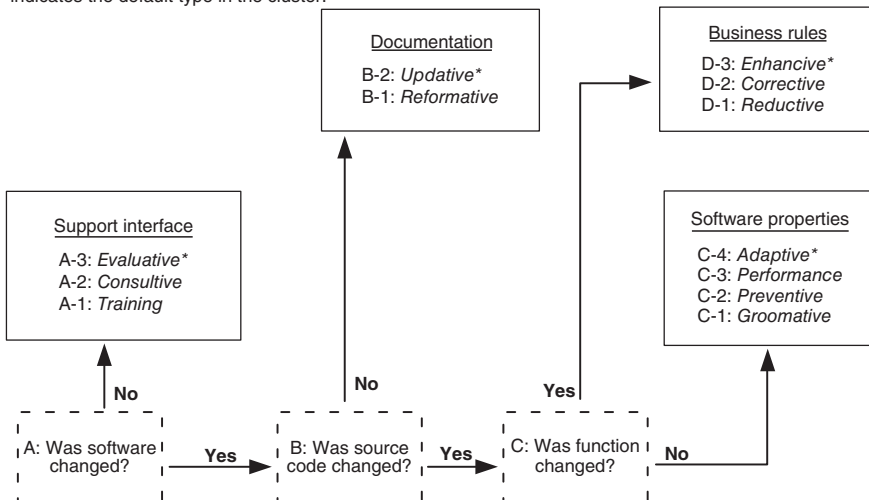 indicates the default type in the cluster.
Documentation
B-2: Updative*
B-1: Reformative
Business rules
D-3: Enhancive*
D-2: Corrective
D-1: Reductive
Support interface
A-3: Evaluative*
A-2: Consultive
A-1: Training
Software properties
C-4: Adaptive*
C-3: Performance
C-2: Preventive
C-1: Groomative
No
No
Yes
A: Was software
changed?
Yes
B: Was source
code changed?
Yes
C: Was function
changed?
No